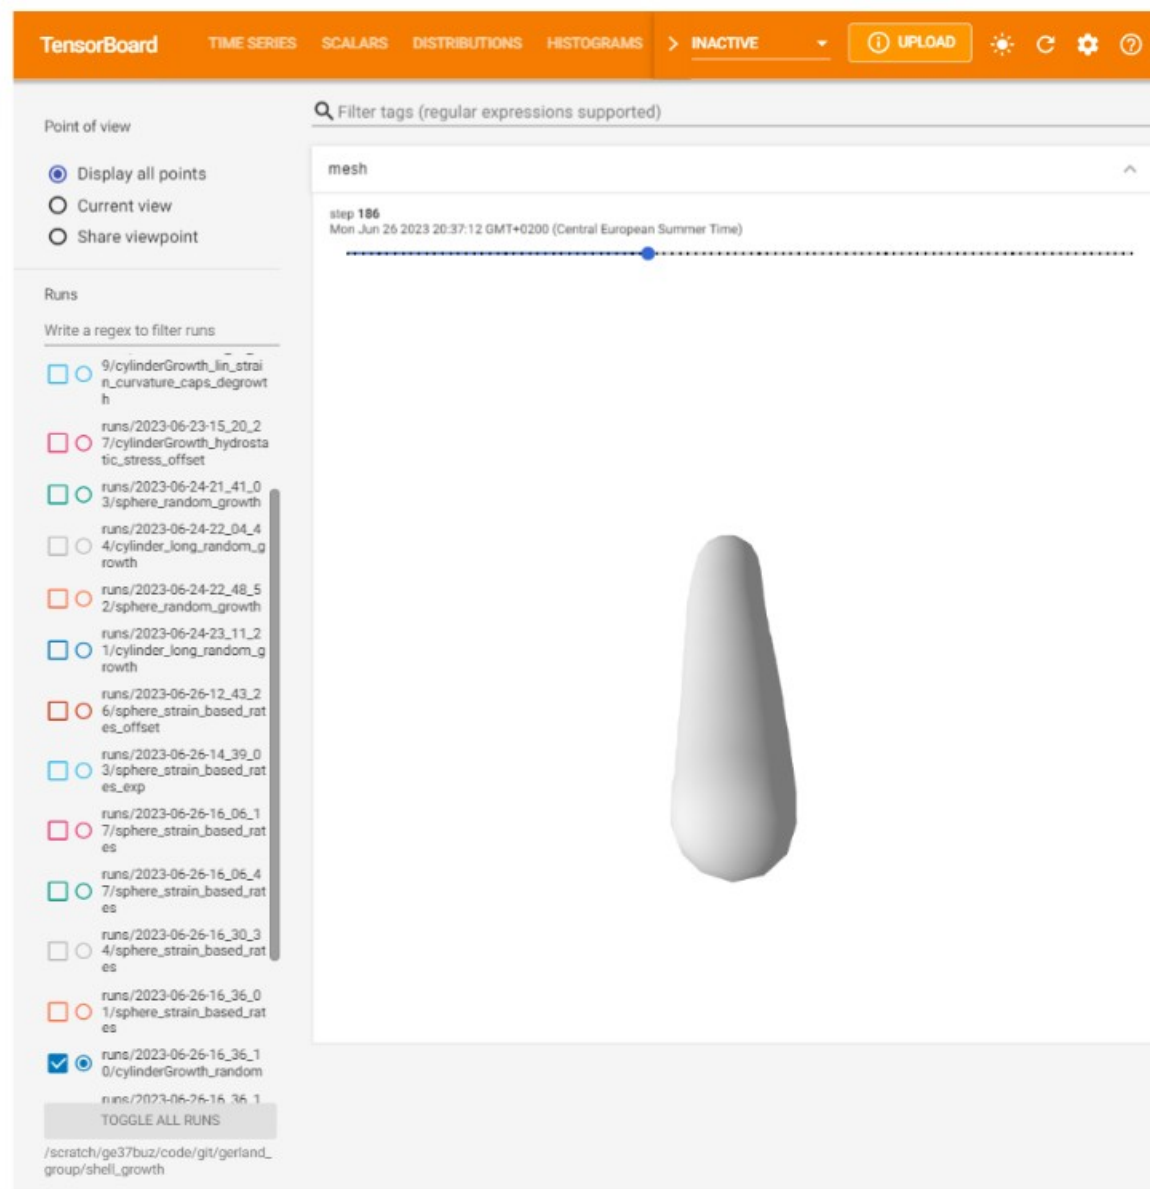 TensorBoard
TIME SERIES
SCALARS
DISTRIBUTIONS
HISTOGRAMS
INACTIVE
UPLOAD
Point of view
Display all points
Current view
Share viewpoint
Runs
Write a regex to filter runs
9/cylinderGrowth_lin_strai
n_curvature_caps_degrowt
h
runs/2023-06-23-15_20_2
7/cylinderGrowth_hydrosta
tic_stress_offset
runs/2023-06-24-21_41_0
3/sphere_random_growth
runs/2023-06-24-22_04_4
4/cylinder_long_random_g
rowth
runs/2023-06-24-22_48_5
2/sphere_random_growth
runs/2023-06-24-23_11_2
1/cylinder_long_random_g
rowth
runs/2023-06-26-12_43_2
6/sphere_strain_based_rat
es_offset
runs/2023-06-26-14_39_0
3/sphere_strain_based_rat
es_exp
runs/2023-06-26-16_06_1
7/sphere_strain_based_rat
es
runs/2023-06-26-16_06_4
7/sphere_strain_based_rat
es
runs/2023-06-26-16_30_3
4/sphere_strain_based_rat
es
runs/2023-06-26-16_36_0
1/sphere_strain_based_rat
es
runs/2023-06-26-16_36_1
0/cylinderGrowth_random
runs/2023-06-26-16_36_1
TOGGLE ALL RUNS
/scratch/ge37buz/code/git/gerland_
group/shell_growth
Filter tags (regular expressions supported)
mesh
step 186
Mon Jun 26 2023 20:37:12 GMT+0200 (Central European Summer Time)